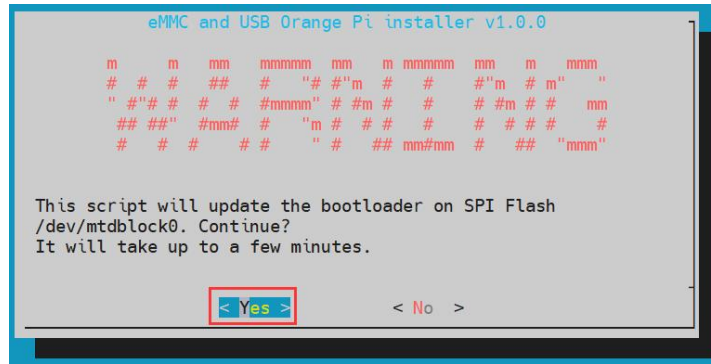 eMMC and USB Orange Pi installer v1.0.0
WARNING
This script will update the bootloader on SPI Flash
/dev/mtdblock0. Continue?
It will take up to a few minutes.
< Yes > < No >